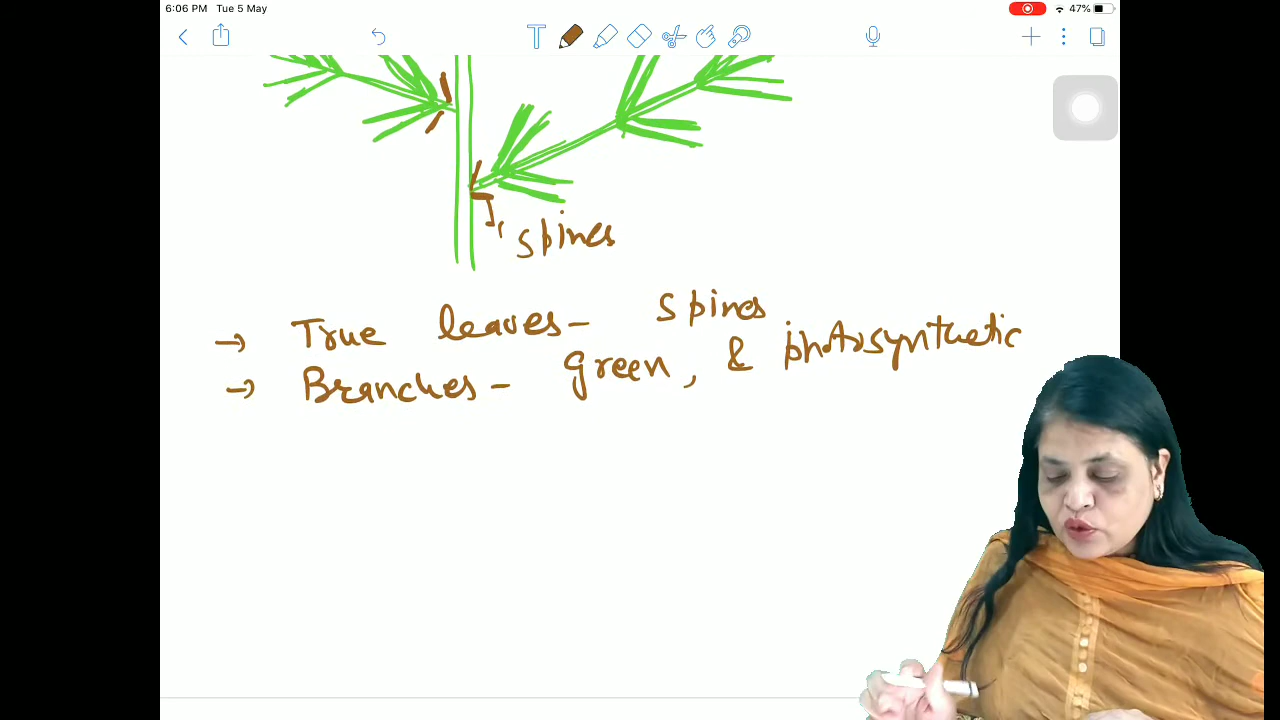 6:06 PM Tue 5 May
47%
T
spines
→ True leaves - spines
→ Branches - green, & photosynthetic